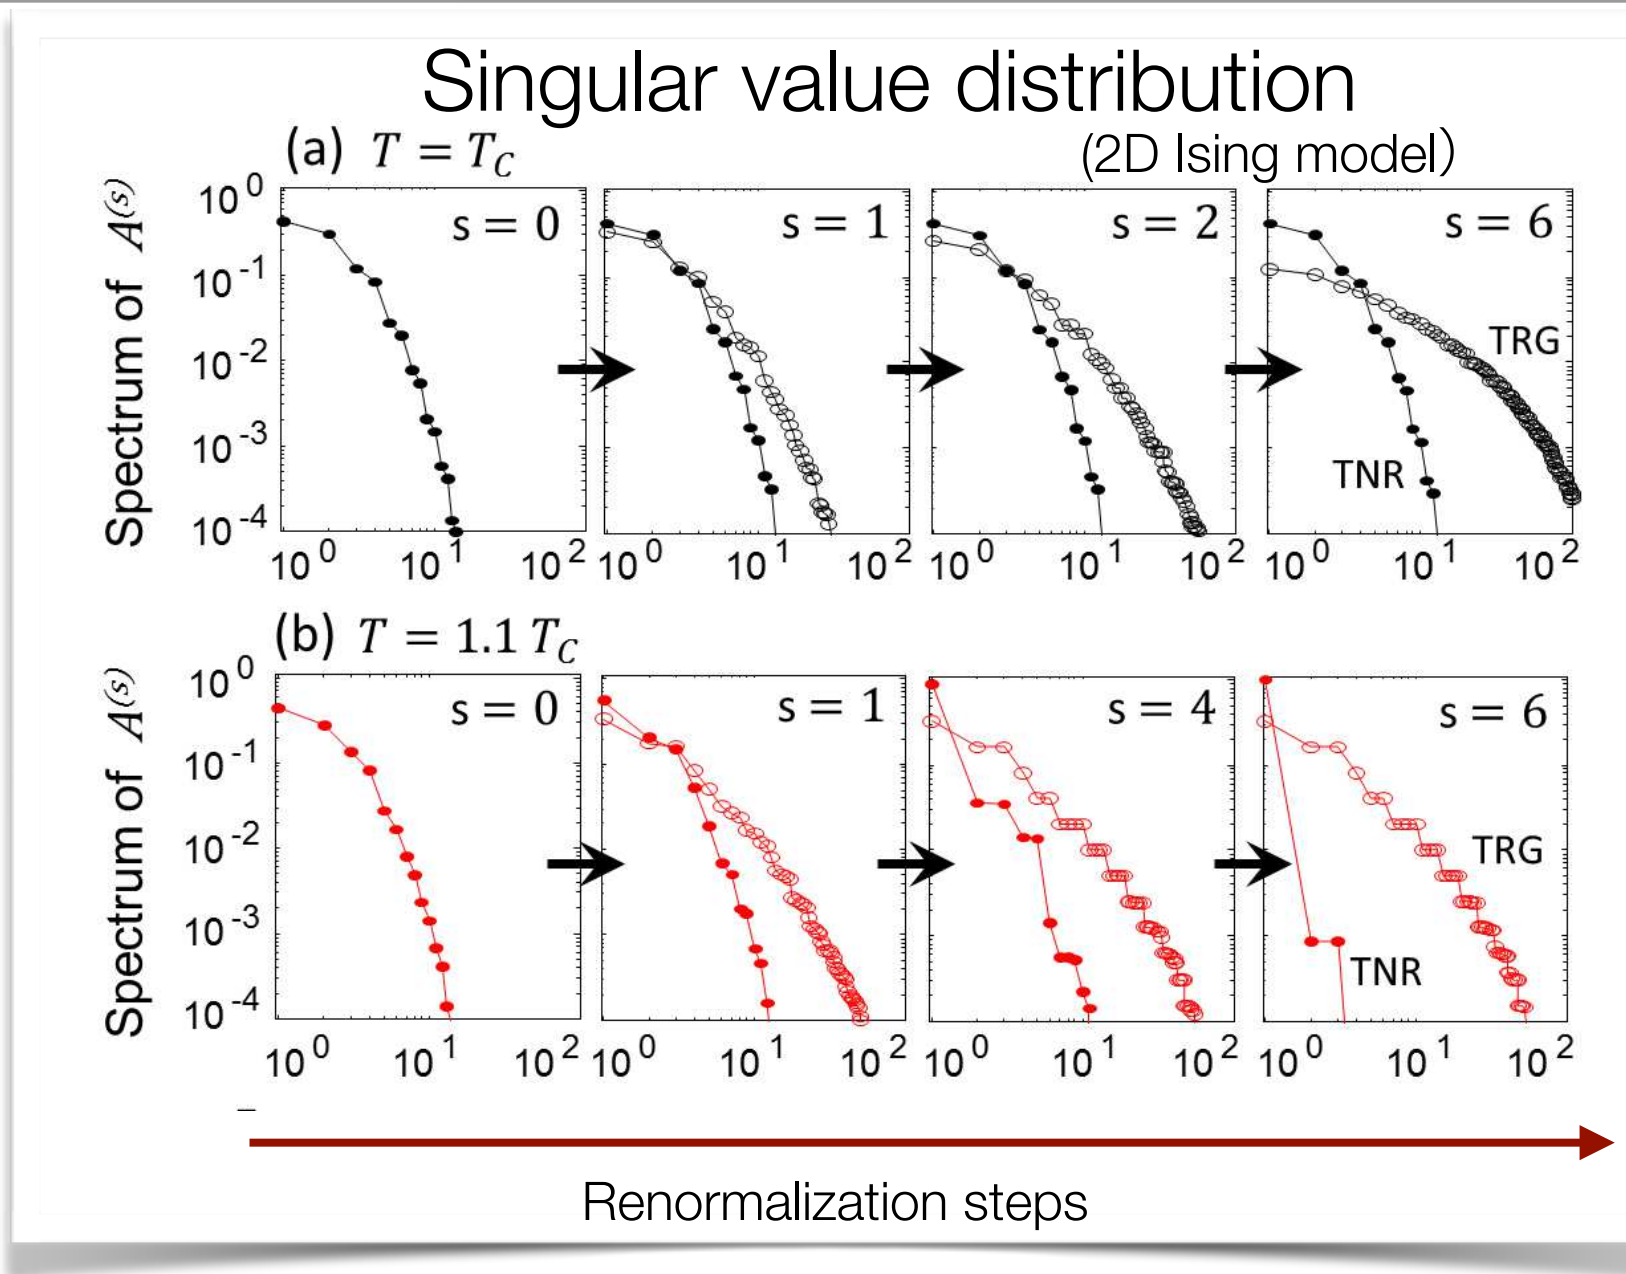 Singular value distribution
(2D Ising model)
(a) T = T_C
Spectrum of A^(s)
10^0
10^-1
10^-2
10^-3
10^-4
s = 0
s = 1
s = 2
s = 6
TRG
TNR
10^0 10^1 10^2 10^0 10^1 10^2 10^0 10^1 10^2 10^0 10^1 10^2
(b) T = 1.1 T_C
Spectrum of A^(s)
10^0
10^-1
10^-2
10^-3
10^-4
s = 0
s = 1
s = 4
s = 6
TRG
TNR
10^0 10^1 10^2 10^0 10^1 10^2 10^0 10^1 10^2 10^0 10^1 10^2
Renormalization steps